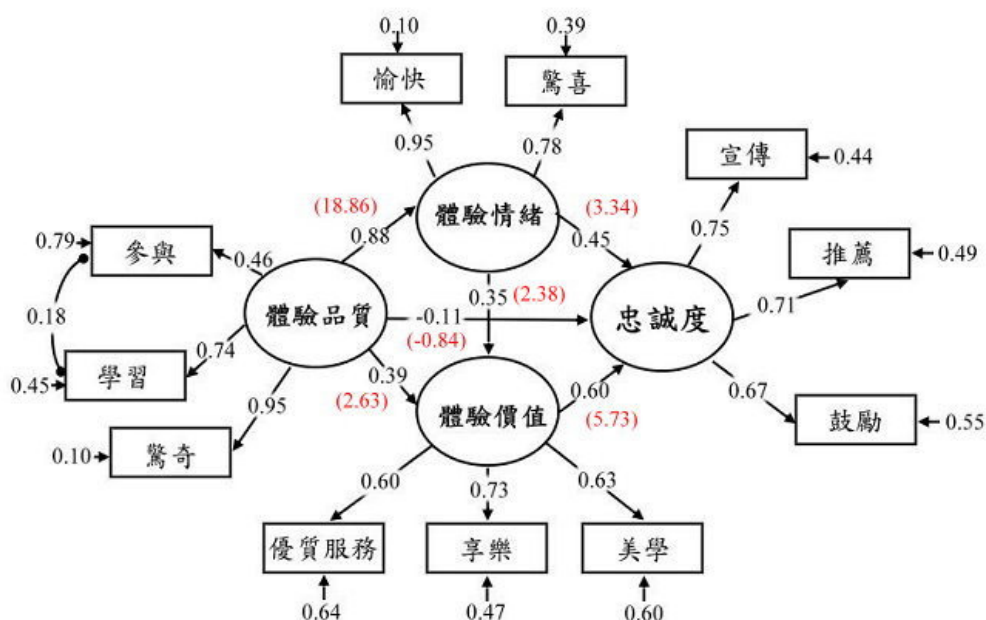 0.10
0.39
愉快
驚喜
0.95
0.78
宣傳
0.44
(18.86)
體驗情緒
(3.34)
0.75
0.79
參與
0.88
0.45
推薦
0.49
0.46
體驗品質
0.35
(2.38)
忠誠度
0.71
0.18
-0.11
(-0.84)
0.74
0.45
學習
0.39
0.60
0.67
(2.63)
體驗價值
(5.73)
0.95
鼓勵
0.55
0.10
驚奇
0.60
0.73
0.63
優質服務
享樂
美學
0.64
0.47
0.60